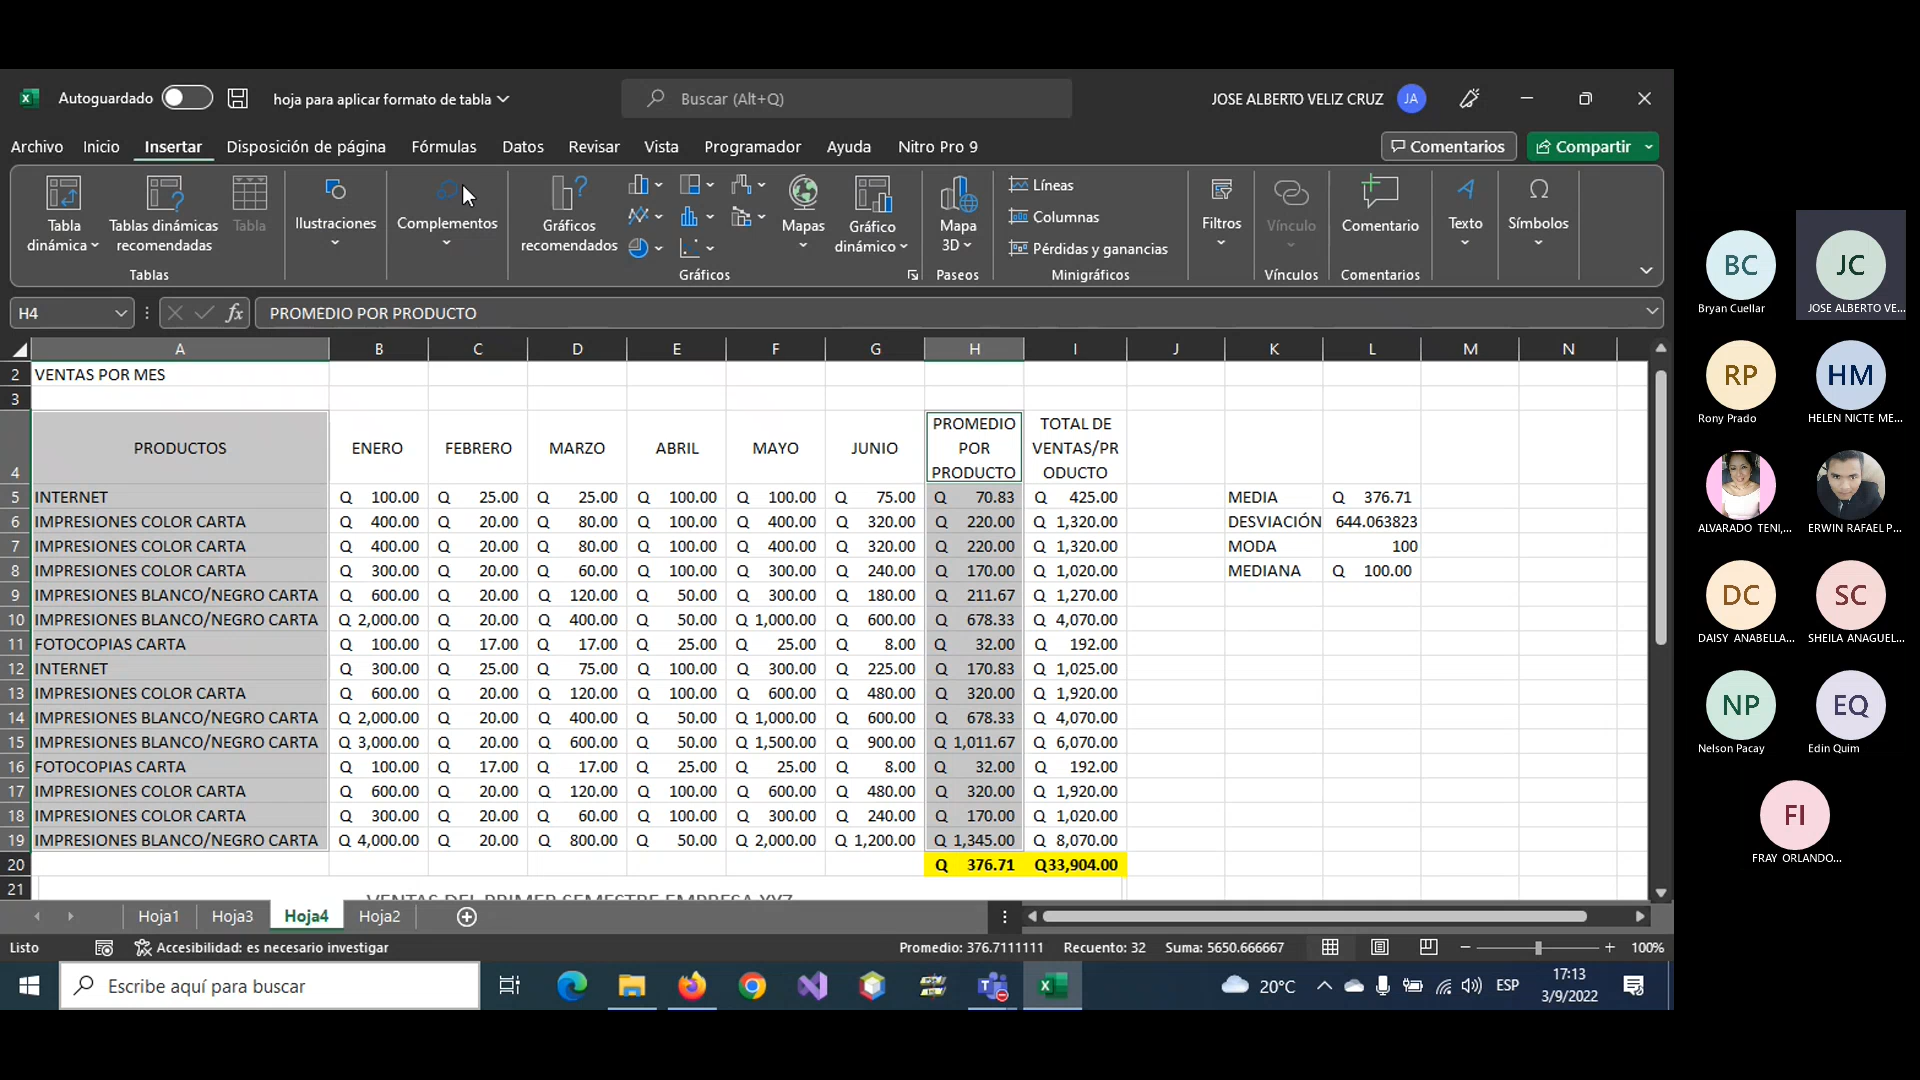 Autoguardado
hoja para aplicar formato de tabla
Buscar (Alt+Q)
JOSE ALBERTO VELIZ CRUZ JA
Archivo Inicio Insertar Disposición de página Fórmulas Datos Revisar Vista Programador Ayuda Nitro Pro 9 Comentarios Compartir
Tabla dinámica
Tablas dinámicas recomendadas
Tabla
Tablas
Ilustraciones
Complementos
Gráficos recomendados
Mapas
Gráfico dinámico
Gráficos
Mapa 3D
Paseos
Líneas
Columnas
Pérdidas y ganancias
Minigráficos
Filtros
Vínculo
Vínculos
Comentario
Comentarios
Texto
Símbolos
H4 fx PROMEDIO POR PRODUCTO
A B C D E F G H I J K L M N
2 VENTAS POR MES
3
4 PRODUCTOS ENERO FEBRERO MARZO ABRIL MAYO JUNIO PROMEDIO POR PRODUCTO TOTAL DE VENTAS/PRODUCTO
5 INTERNET Q 100.00 Q 25.00 Q 25.00 Q 100.00 Q 100.00 Q 75.00 Q 70.83 Q 425.00 MEDIA Q 376.71
6 IMPRESIONES COLOR CARTA Q 400.00 Q 20.00 Q 80.00 Q 100.00 Q 400.00 Q 320.00 Q 220.00 Q 1,320.00 DESVIACIÓN 644.063823
7 IMPRESIONES COLOR CARTA Q 400.00 Q 20.00 Q 80.00 Q 100.00 Q 400.00 Q 320.00 Q 220.00 Q 1,320.00 MODA 100
8 IMPRESIONES COLOR CARTA Q 300.00 Q 20.00 Q 60.00 Q 100.00 Q 300.00 Q 240.00 Q 170.00 Q 1,020.00 MEDIANA Q 100.00
9 IMPRESIONES BLANCO/NEGRO CARTA Q 600.00 Q 20.00 Q 120.00 Q 50.00 Q 300.00 Q 180.00 Q 211.67 Q 1,270.00
10 IMPRESIONES BLANCO/NEGRO CARTA Q 2,000.00 Q 20.00 Q 400.00 Q 50.00 Q 1,000.00 Q 600.00 Q 678.33 Q 4,070.00
11 FOTOCOPIAS CARTA Q 100.00 Q 17.00 Q 17.00 Q 25.00 Q 25.00 Q 8.00 Q 32.00 Q 192.00
12 INTERNET Q 300.00 Q 25.00 Q 75.00 Q 100.00 Q 300.00 Q 225.00 Q 170.83 Q 1,025.00
13 IMPRESIONES COLOR CARTA Q 600.00 Q 20.00 Q 120.00 Q 100.00 Q 600.00 Q 480.00 Q 320.00 Q 1,920.00
14 IMPRESIONES BLANCO/NEGRO CARTA Q 2,000.00 Q 20.00 Q 400.00 Q 50.00 Q 1,000.00 Q 600.00 Q 678.33 Q 4,070.00
15 IMPRESIONES BLANCO/NEGRO CARTA Q 3,000.00 Q 20.00 Q 600.00 Q 50.00 Q 1,500.00 Q 900.00 Q 1,011.67 Q 6,070.00
16 FOTOCOPIAS CARTA Q 100.00 Q 17.00 Q 17.00 Q 25.00 Q 25.00 Q 8.00 Q 32.00 Q 192.00
17 IMPRESIONES COLOR CARTA Q 600.00 Q 20.00 Q 120.00 Q 100.00 Q 600.00 Q 480.00 Q 320.00 Q 1,920.00
18 IMPRESIONES COLOR CARTA Q 300.00 Q 20.00 Q 60.00 Q 100.00 Q 300.00 Q 240.00 Q 170.00 Q 1,020.00
19 IMPRESIONES BLANCO/NEGRO CARTA Q 4,000.00 Q 20.00 Q 800.00 Q 50.00 Q 2,000.00 Q 1,200.00 Q 1,345.00 Q 8,070.00
20 Q 376.71 Q33,904.00
21 VENTAS DEL PRIMER SEMESTRE EMPRESA XYZ
Hoja1 Hoja3 Hoja4 Hoja2
Listo Accesibilidad: es necesario investigar Promedio: 376.7111111 Recuento: 32 Suma: 5650.666667 100%
Escribe aquí para buscar
20°C ESP
17:13
3/9/2022
BC
Bryan Cuellar
JC
JOSE ALBERTO VE...
RP
Rony Prado
HM
HELEN NICTE ME...
ALVARADO TENI,...
ERWIN RAFAEL P...
DC
DAISY ANABELLA...
SC
SHEILA ANAGUEL...
NP
Nelson Pacay
EQ
Edin Quim
FI
FRAY ORLANDO...